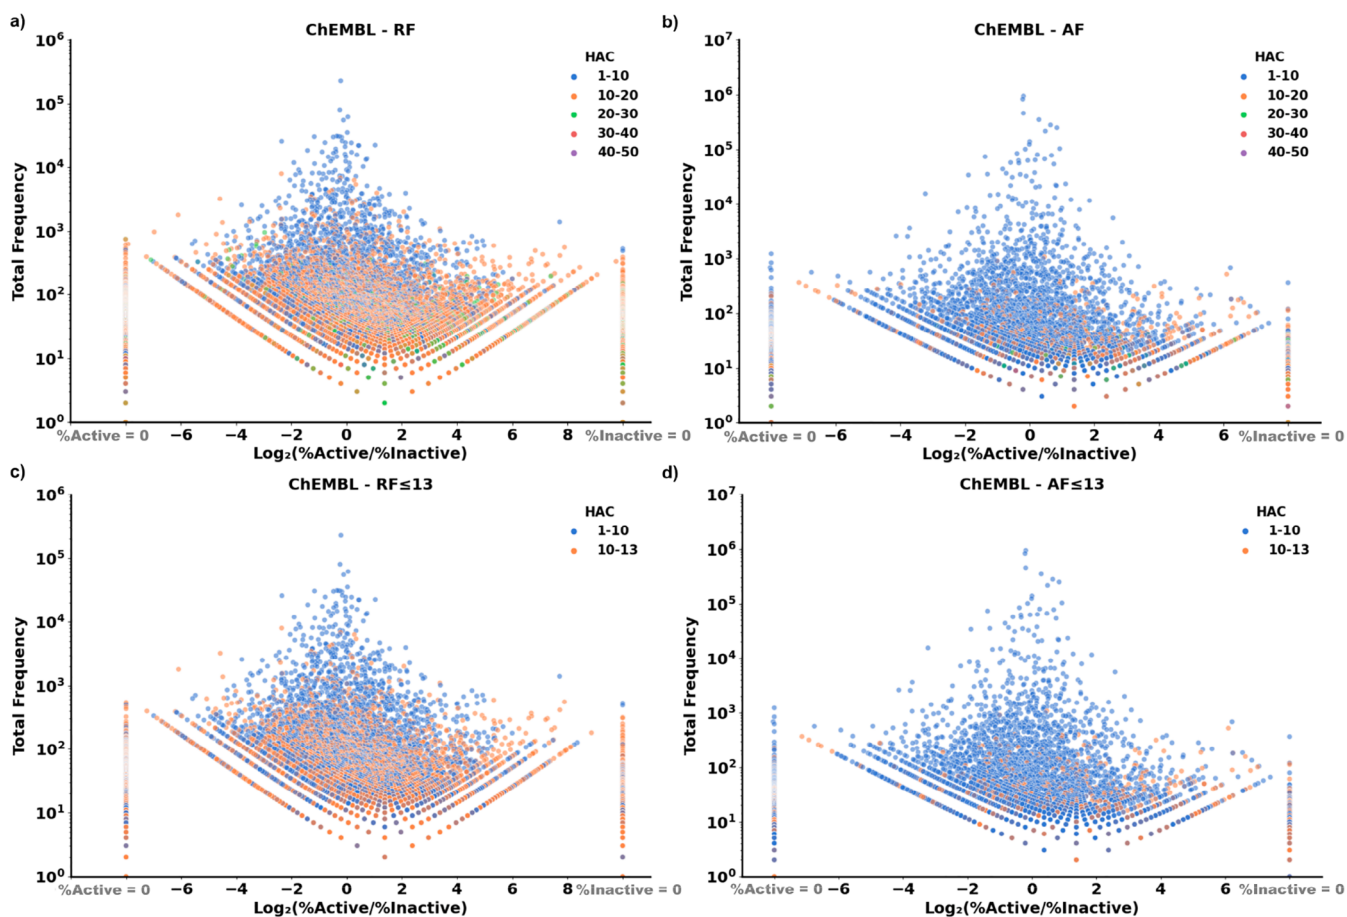 a)
ChEMBL - RF
Total Frequency
10⁶
10⁵
10⁴
10³
10²
10¹
10⁰
HAC
1-10
10-20
20-30
30-40
40-50
%Active = 0
−6
−4
−2
0
2
4
6
8
%Inactive = 0
Log₂(%Active/%Inactive)
b)
ChEMBL - AF
Total Frequency
10⁷
10⁶
10⁵
10⁴
10³
10²
10¹
10⁰
HAC
1-10
10-20
20-30
30-40
40-50
%Active = 0
−6
−4
−2
0
2
4
6
%Inactive = 0
Log₂(%Active/%Inactive)
c)
ChEMBL - RF≤13
Total Frequency
10⁶
10⁵
10⁴
10³
10²
10¹
10⁰
HAC
1-10
10-13
%Active = 0
−6
−4
−2
0
2
4
6
8
%Inactive = 0
Log₂(%Active/%Inactive)
d)
ChEMBL - AF≤13
Total Frequency
10⁷
10⁶
10⁵
10⁴
10³
10²
10¹
10⁰
HAC
1-10
10-13
%Active = 0
−6
−4
−2
0
2
4
6
%Inactive = 0
Log₂(%Active/%Inactive)